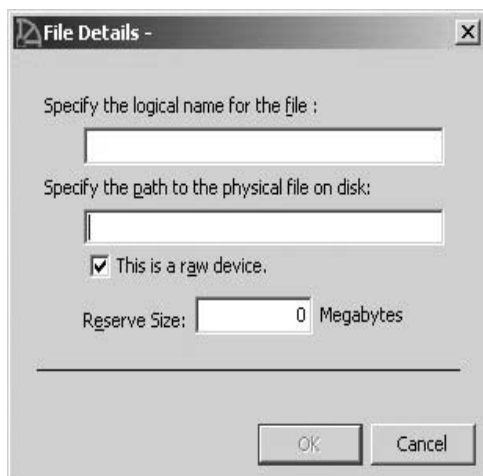 File Details -
Specify the logical name for the file :
Specify the path to the physical file on disk:
This is a raw device.
Reserve Size: 0 Megabytes
OK Cancel